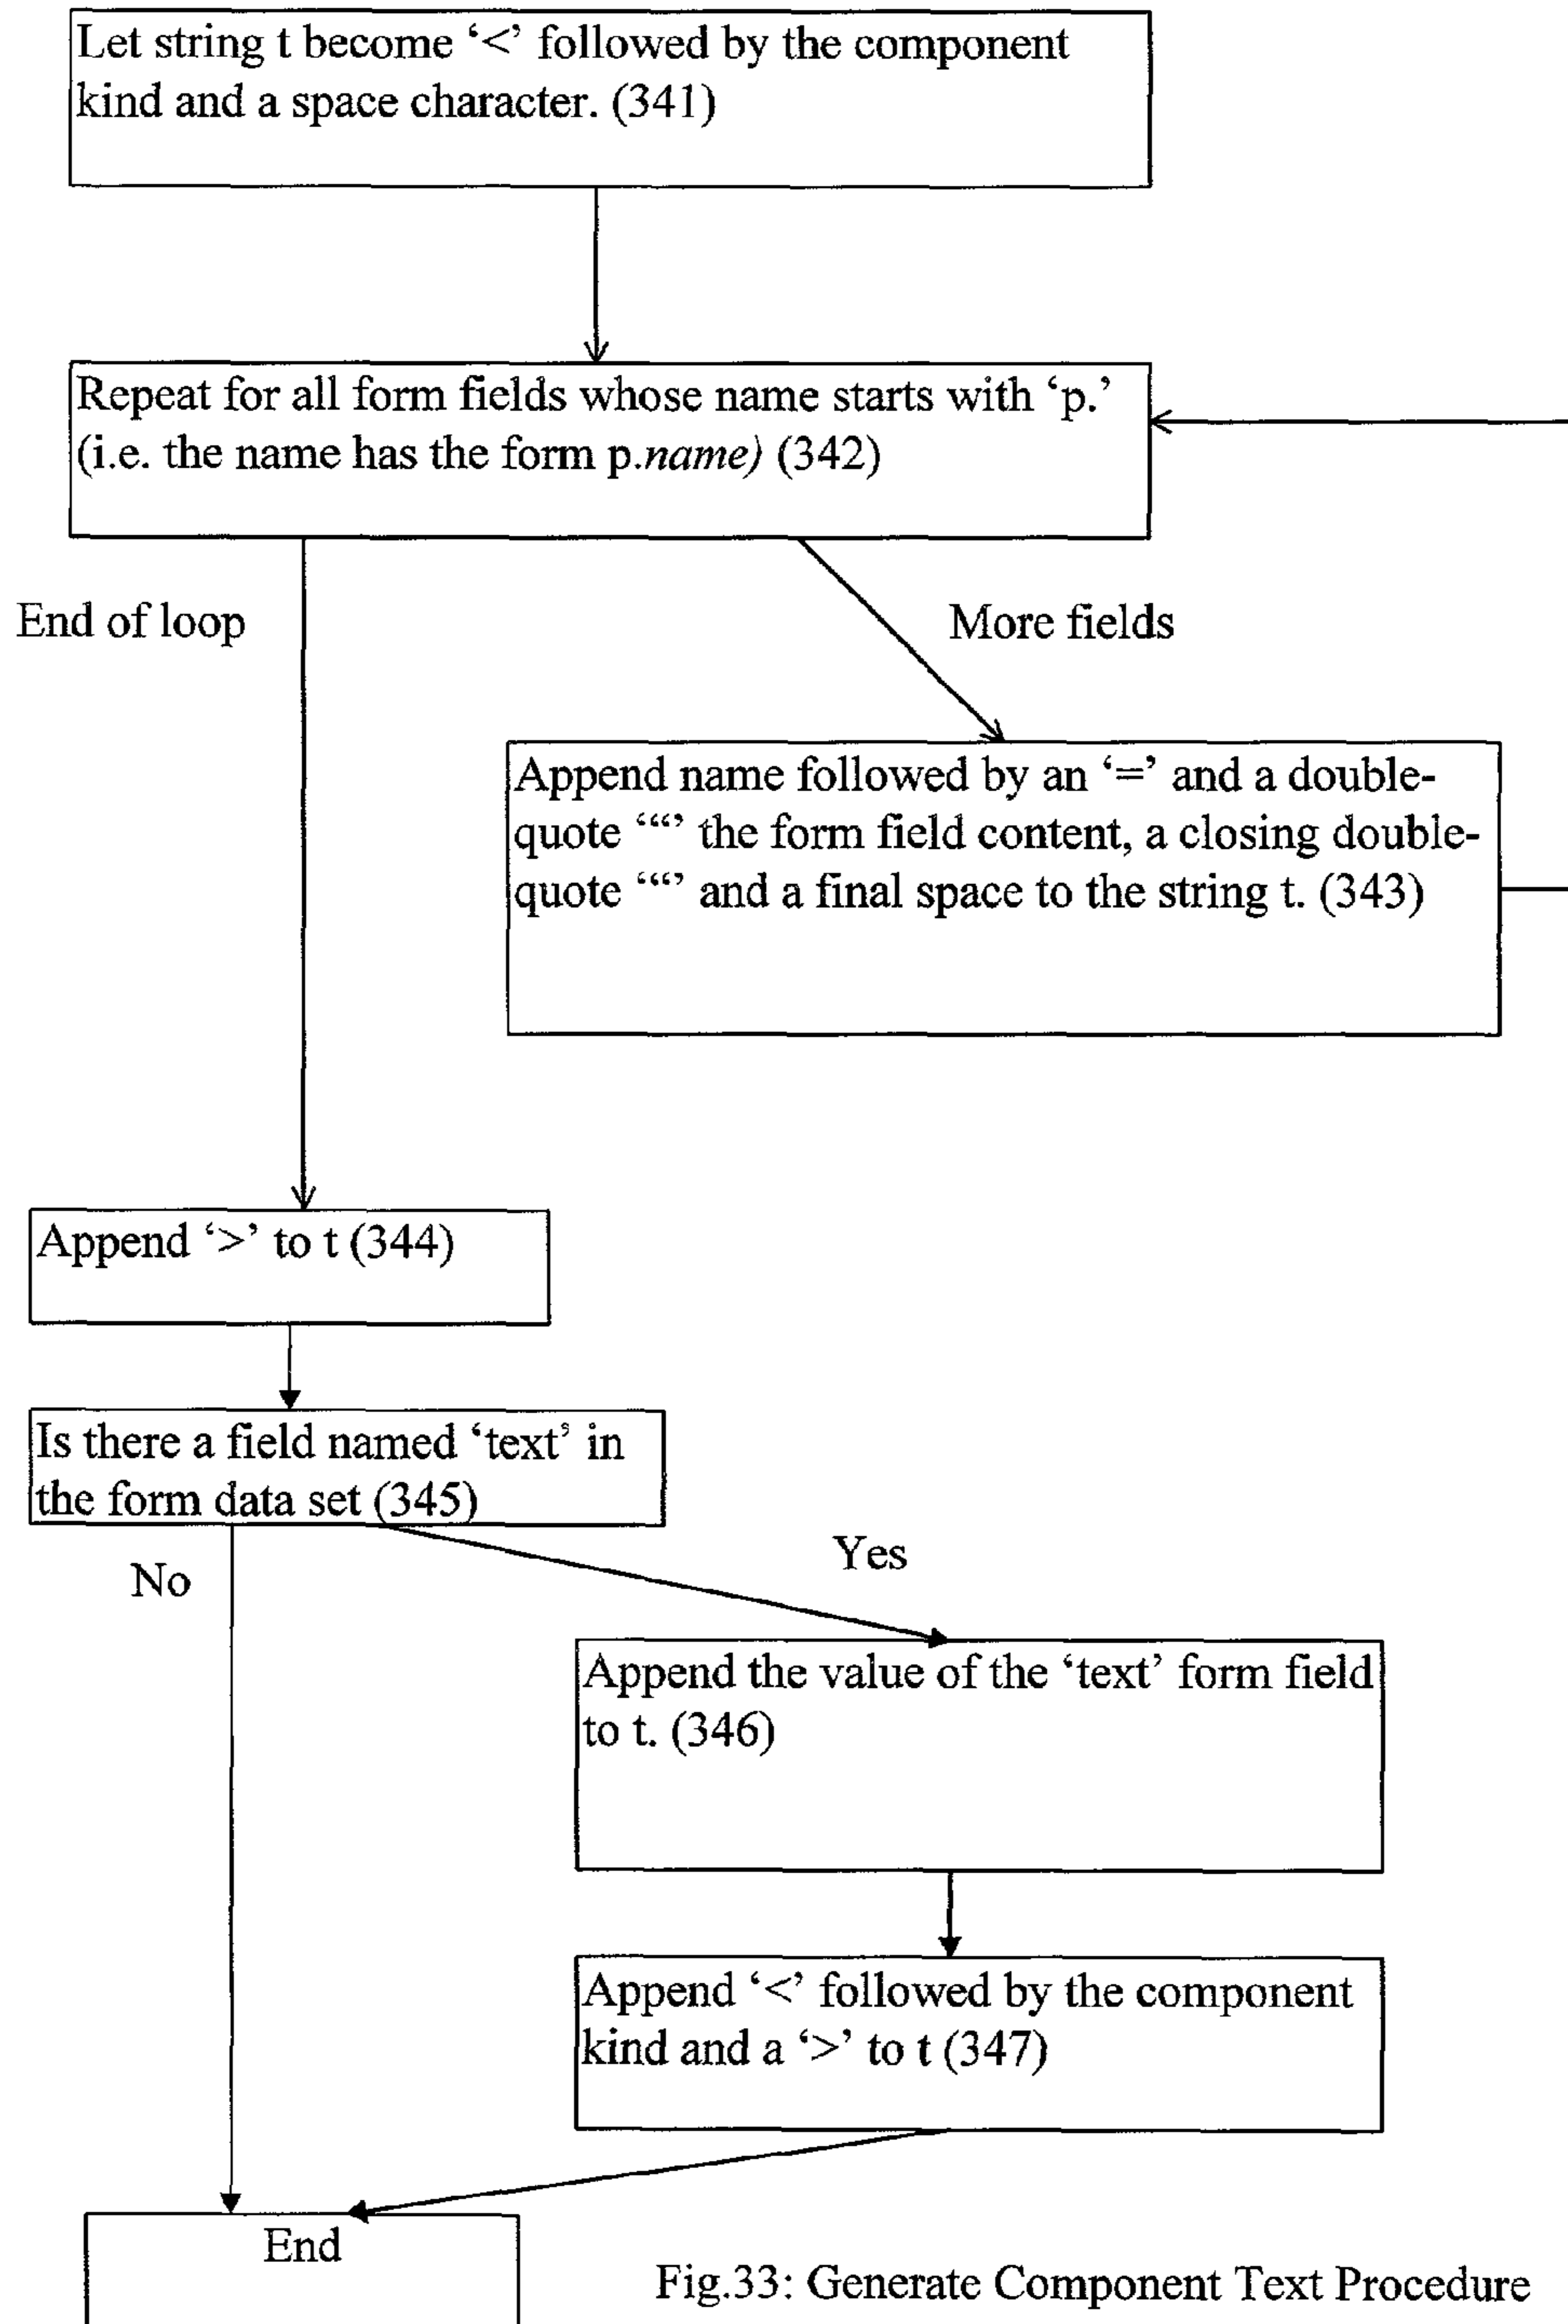 Let string t become ‘<’ followed by the component
kind and a space character. (341)
Repeat for all form fields whose name starts with ‘p.’
(i.e. the name has the form p.name) (342)
End of loop
More fields
Append name followed by an ‘=’ and a double-
quote ‘“’ the form field content, a closing double-
quote ‘“’ and a final space to the string t. (343)
Append ‘>’ to t (344)
Is there a field named ‘text’ in
the form data set (345)
No
Yes
Append the value of the ‘text’ form field
to t. (346)
Append ‘<’ followed by the component
kind and a ‘>’ to t (347)
End
Fig.33: Generate Component Text Procedure